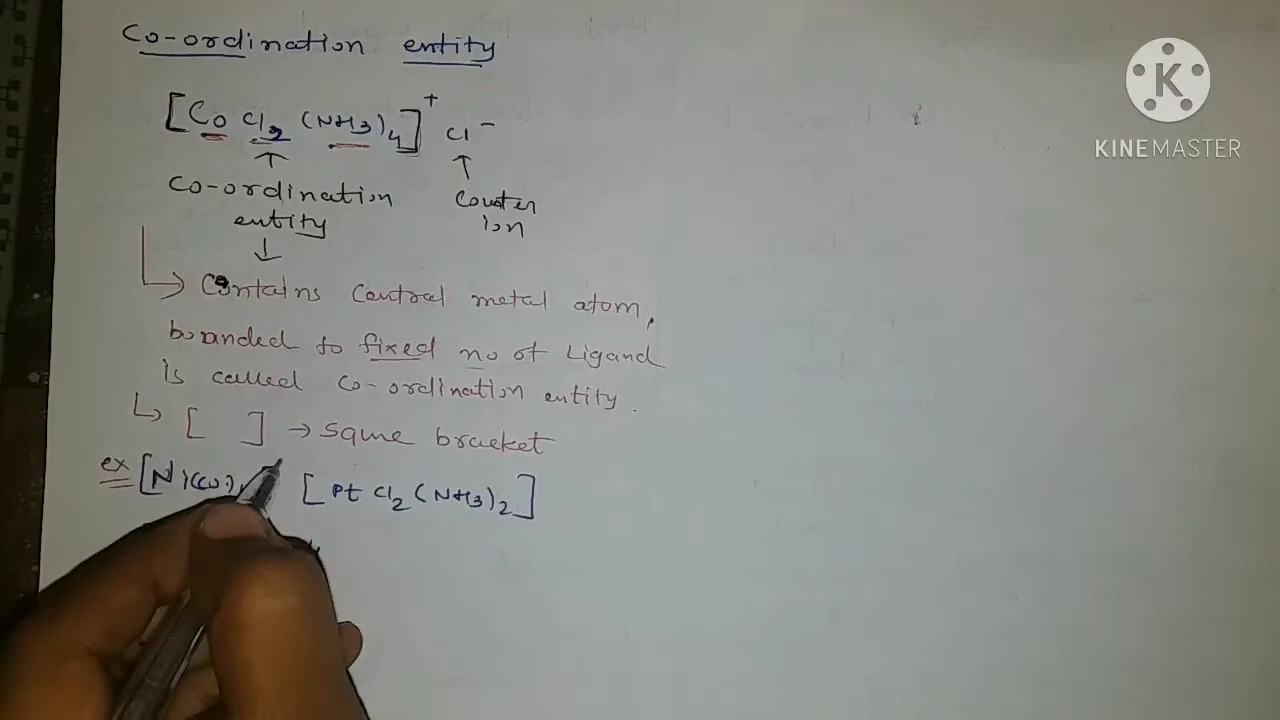 Co-ordination entity
[Co Cl2 (NH3)4]+ Cl-
Co-ordination
entity
Counter
ion
Contains Central metal atom,
bounded to fixed no of Ligand
is called Co-ordination entity.
[ ] → squre bracket
ex [Ni(CO) [Pt Cl2 (NH3)2]
K
KINEMASTER